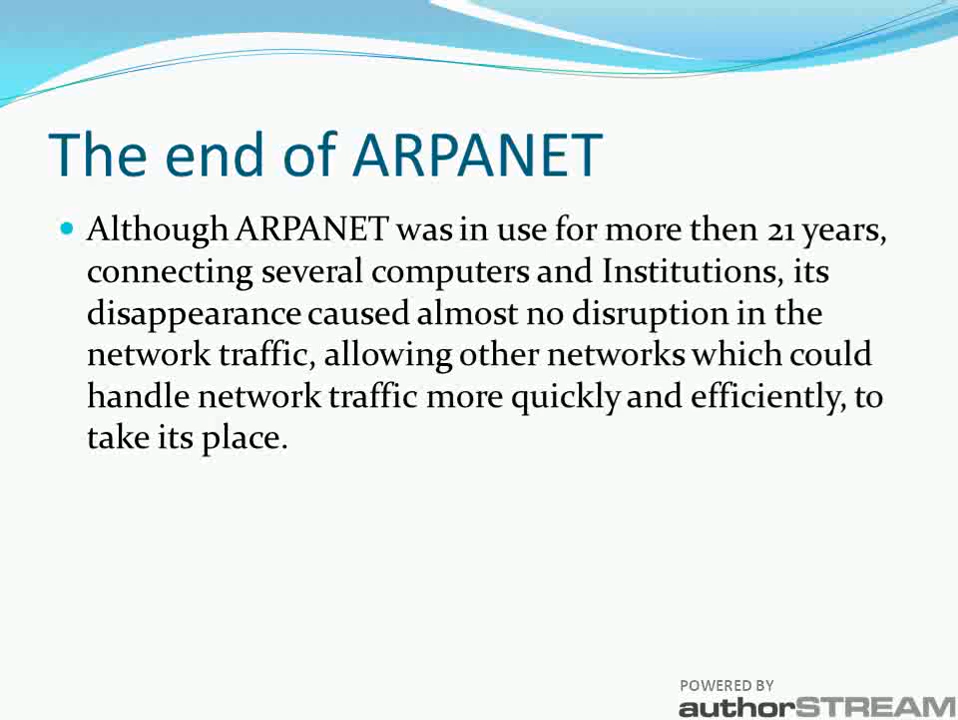 The end of ARPANET
• Although ARPANET was in use for more then 21 years,
connecting several computers and Institutions, its
disappearance caused almost no disruption in the
network traffic, allowing other networks which could
handle network traffic more quickly and efficiently, to
take its place.
POWERED BY
authorSTREAM